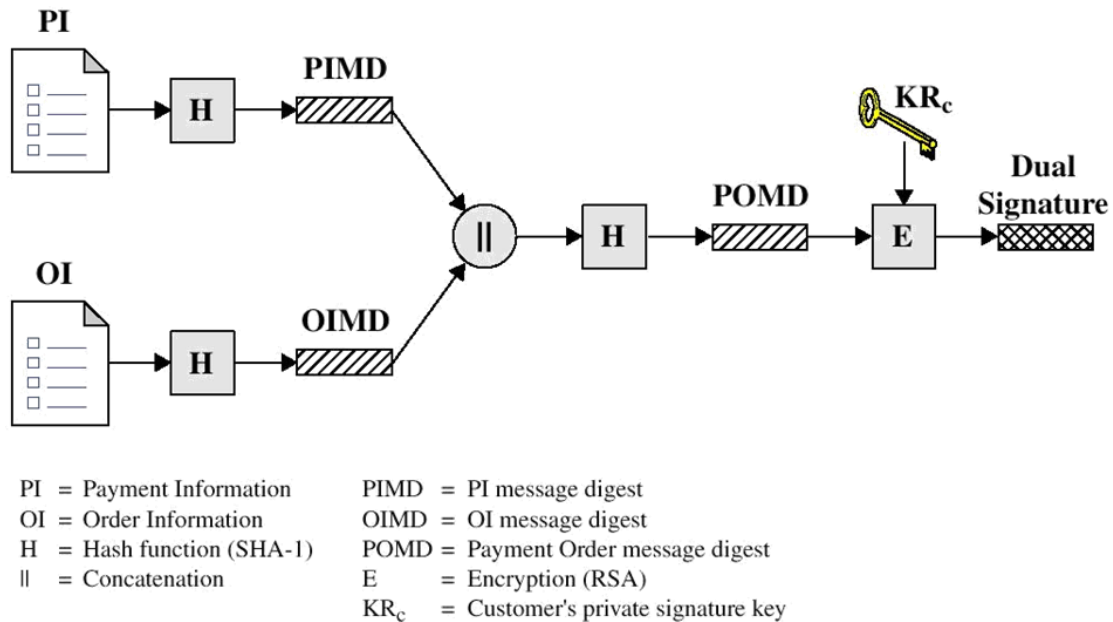 PI
PIMD
H
KRc
Dual
Signature
POMD
||
H
E
OI
OIMD
H
PI = Payment Information
OI = Order Information
H = Hash function (SHA-1)
|| = Concatenation
PIMD = PI message digest
OIMD = OI message digest
POMD = Payment Order message digest
E = Encryption (RSA)
KRc = Customer's private signature key